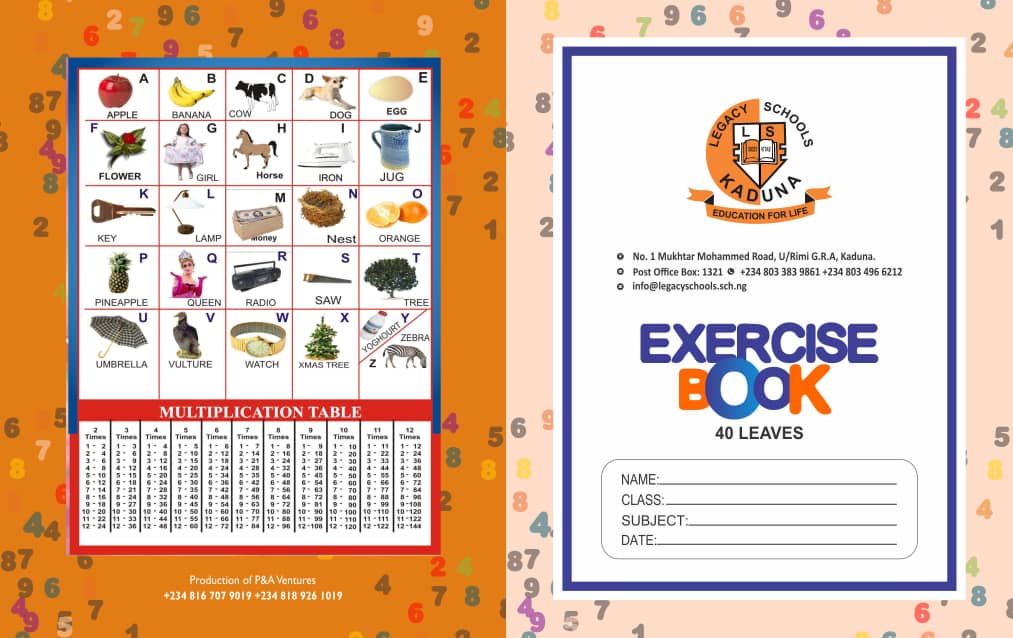 A
APPLE
B
BANANA
C
COW
D
DOG
E
EGG
F
FLOWER
G
GIRL
H
Horse
I
IRON
J
JUG
K
KEY
L
LAMP
M
Money
N
Nest
O
ORANGE
P
PINEAPPLE
Q
QUEEN
R
RADIO
S
SAW
T
TREE
U
UMBRELLA
V
VULTURE
W
WATCH
X
XMAS TREE
Y
YOGHOURT
ZEBRA
Z
MULTIPLICATION TABLE
2 3 4 5 6 7 8 9 10 11 12
Times Times Times Times Times Times Times Times Times Times Times
1 - 2 1 - 3 1 - 4 1 - 5 1 - 6 1 - 7 1 - 8 1 - 9 1 - 10 1 - 11 1 - 12
2 - 4 2 - 6 2 - 8 2 - 10 2 - 12 2 - 14 2 - 16 2 - 18 2 - 20 2 - 22 2 - 24
3 - 6 3 - 9 3 - 12 3 - 15 3 - 18 3 - 21 3 - 24 3 - 27 3 - 30 3 - 33 3 - 36
4 - 8 4 - 12 4 - 16 4 - 20 4 - 24 4 - 28 4 - 32 4 - 36 4 - 40 4 - 44 4 - 48
5 - 10 5 - 15 5 - 20 5 - 25 5 - 30 5 - 35 5 - 40 5 - 45 5 - 50 5 - 55 5 - 60
6 - 12 6 - 18 6 - 24 6 - 30 6 - 36 6 - 42 6 - 48 6 - 54 6 - 60 6 - 66 6 - 72
7 - 14 7 - 21 7 - 28 7 - 35 7 - 42 7 - 49 7 - 56 7 - 63 7 - 70 7 - 77 7 - 84
8 - 16 8 - 24 8 - 32 8 - 40 8 - 48 8 - 56 8 - 64 8 - 72 8 - 80 8 - 88 8 - 96
9 - 18 9 - 27 9 - 36 9 - 45 9 - 54 9 - 63 9 - 72 9 - 81 9 - 90 9 - 99 9 -108
10 - 20 10 - 30 10 - 40 10 - 50 10 - 60 10 - 70 10 - 80 10 - 90 10 - 100 10 -110 10 -120
11 - 22 11 - 33 11 - 44 11 - 55 11 - 66 11 - 77 11 - 88 11 - 99 11 - 110 11 -122
12 - 24 12 - 36 12 - 48 12 - 60 12 - 72 12 - 84 12 - 96 12 - 108 12 - 120 12 -144
Production of P&A Ventures
+234 816 707 9019 +234 818 926 1019
LEGACY SCHOOLS
L S
KADUNA
EDUCATION FOR LIFE
No. 1 Mukhtar Mohammed Road, U/Rimi G.R.A, Kaduna.
Post Office Box: 1321 +234 803 383 9861 +234 803 496 6212
info@legacyschools.sch.ng
EXERCISE
BOOK
40 LEAVES
NAME:
CLASS:
SUBJECT:
DATE: